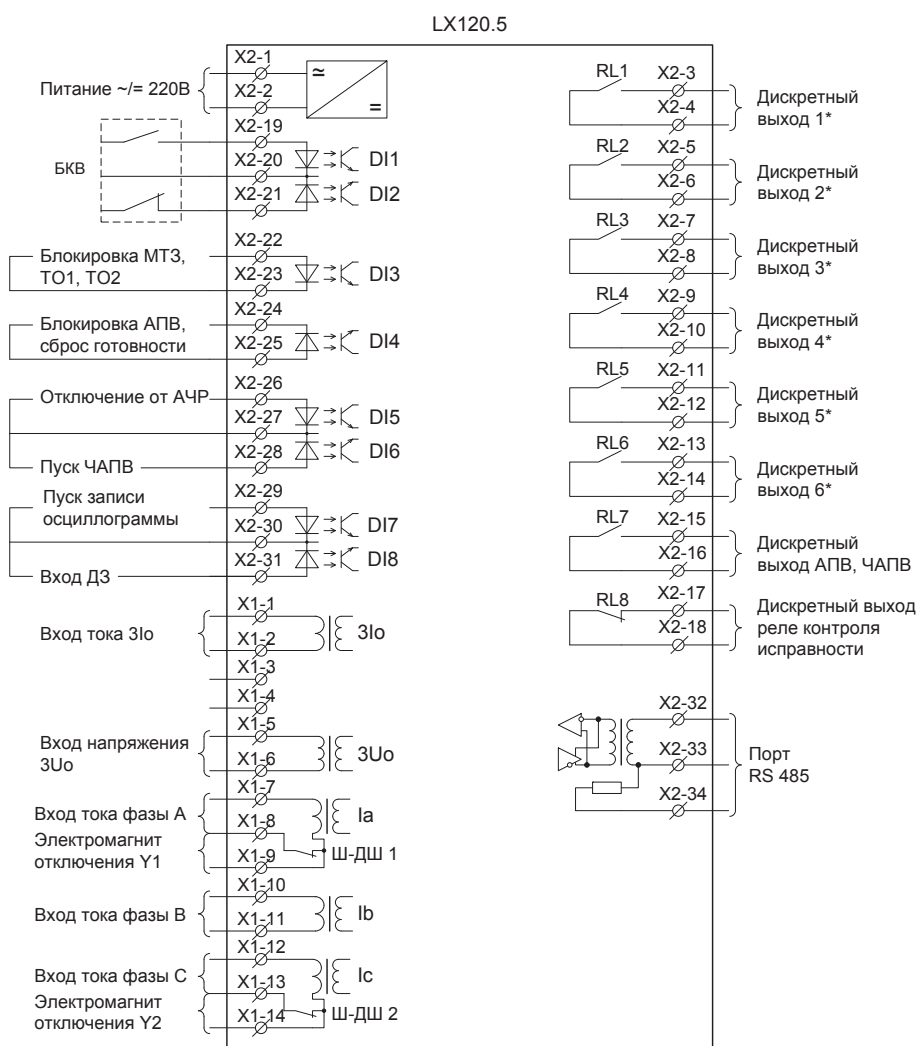 LX120.5
X2-1
Питание ~/= 220В
≃
X2-2
=
X2-19
БКВ
X2-20
DI1
X2-21
DI2
X2-22
Блокировка МТЗ,
ТО1, ТО2
X2-23
DI3
X2-24
Блокировка АПВ,
сброс готовности
X2-25
DI4
X2-26
Отключение от АЧР
X2-27
DI5
X2-28
DI6
Пуск ЧАПВ
X2-29
Пуск записи
осциллограммы
X2-30
DI7
X2-31
DI8
Вход ДЗ
X1-1
Вход тока 3Io
X1-2
3Io
X1-3
X1-4
X1-5
Вход напряжения
3Uo
X1-6
3Uo
X1-7
Вход тока фазы А
X1-8
Ia
Электромагнит
отключения Y1
X1-9
Ш-ДШ 1
X1-10
Вход тока фазы В
X1-11
Ib
X1-12
Вход тока фазы С
X1-13
Ic
Электромагнит
отключения Y2
X1-14
Ш-ДШ 2
RL1
X2-3
X2-4
Дискретный
выход 1*
RL2
X2-5
X2-6
Дискретный
выход 2*
RL3
X2-7
X2-8
Дискретный
выход 3*
RL4
X2-9
X2-10
Дискретный
выход 4*
RL5
X2-11
X2-12
Дискретный
выход 5*
RL6
X2-13
X2-14
Дискретный
выход 6*
RL7
X2-15
X2-16
Дискретный
выход АПВ, ЧАПВ
RL8
X2-17
X2-18
Дискретный выход
реле контроля
исправности
X2-32
X2-33
X2-34
Порт
RS 485